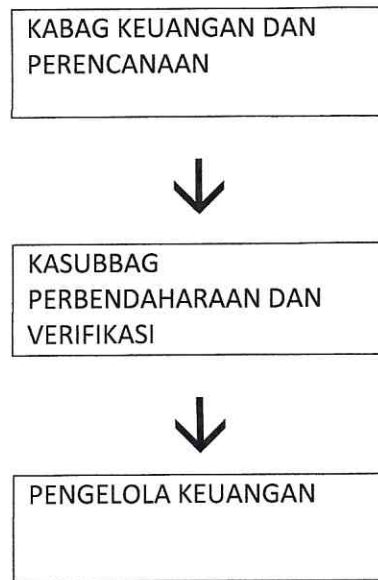 KABAG KEUANGAN DAN
PERENCANAAN
KASUBBAG
PERBENDAHARAAN DAN
VERIFIKASI
PENGELOLA KEUANGAN